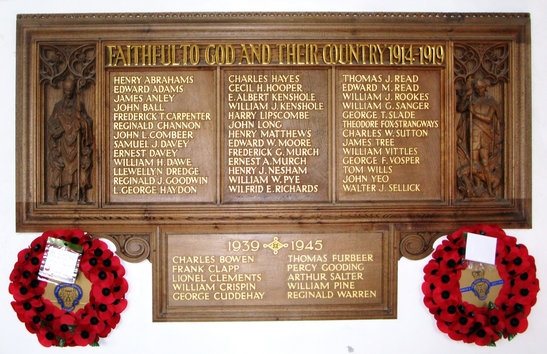 FAITHFUL TO GOD AND THEIR COUNTRY 1914-1919
HENRY ABRAHAMS
EDWARD ADAMS
JAMES ANLEY
JOHN BALL
FREDERICK T. CARPENTER
REGINALD CHANNON
JOHN L. COMBEER
SAMUEL J. DAVEY
ERNEST DAVEY
WILLIAM H. DAWE
LLEWELLYN DREDGE
REGINALD J. GOODWIN
L. GEORGE HAYDON
CHARLES HAYES
CECIL H. HOOPER
E. ALBERT KENSHOLE
WILLIAM J. KENSHOLE
HARRY LIPSCOMBE
JOHN LONG
HENRY MATTHEWS
EDWARD W. MOORE
FREDERICK G. MURCH
ERNEST A. MURCH
HENRY J. NESHAM
WILLIAM W. PYE
WILFRID E. RICHARDS
THOMAS J. READ
EDWARD M. READ
WILLIAM J. ROOKES
WILLIAM G. SANGER
GEORGE T. SLADE
THEODORE FOX STRANGWAYS
CHARLES W. SUTTON
JAMES TREE
WILLIAM VITTLES
GEORGE F. VOSPER
TOM WILLS
JOHN YEO
WALTER J. SELLICK
1939 1945
CHARLES BOWEN
FRANK CLAPP
LIONEL CLEMENTS
WILLIAM CRISPIN
GEORGE CUDDEHAY
THOMAS FURBEER
PERCY GOODING
ARTHUR SALTER
WILLIAM PINE
REGINALD WARREN